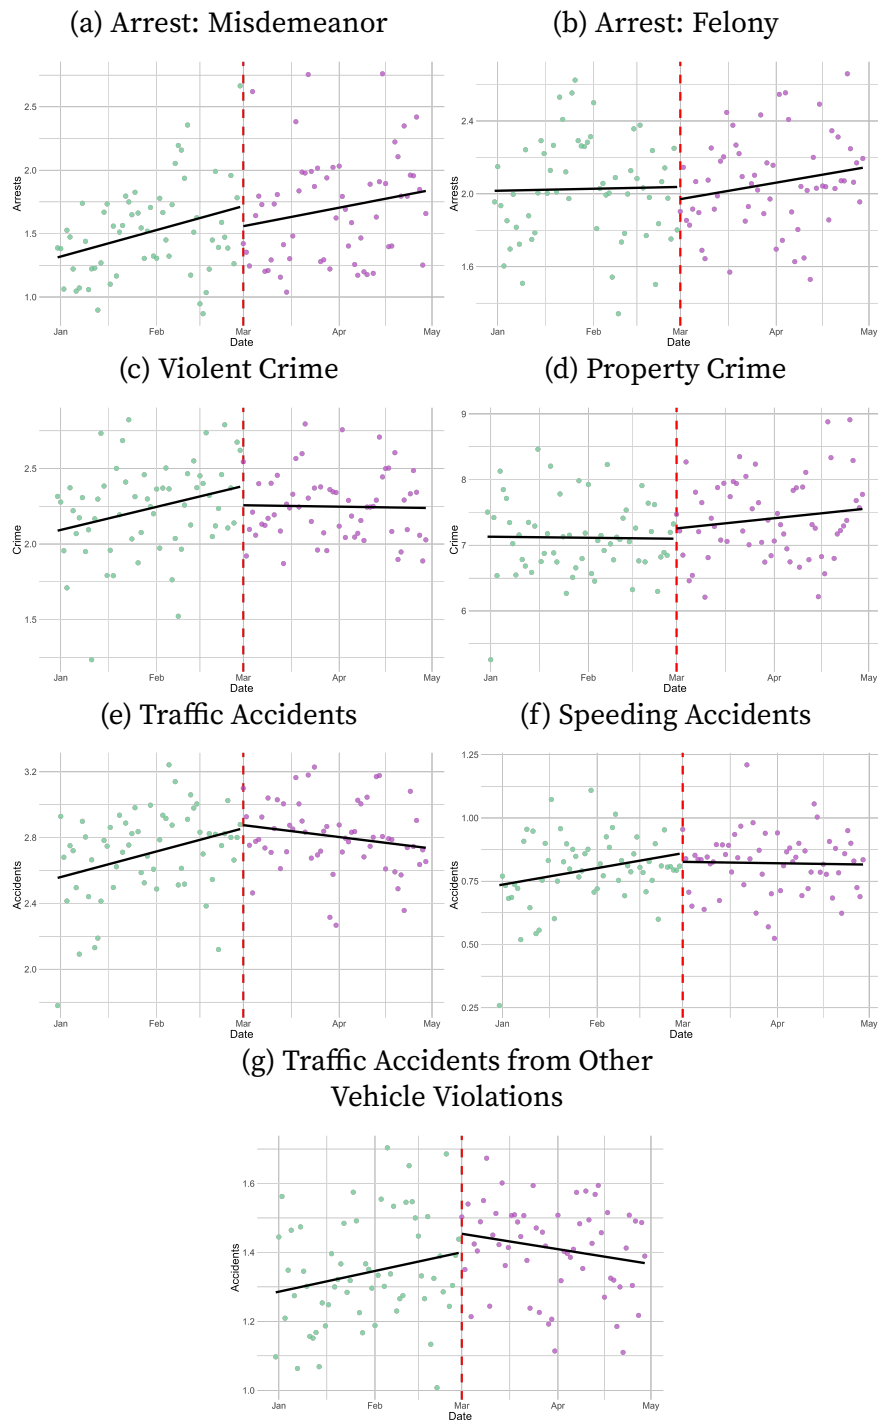 (a) Arrest: Misdemeanor
(b) Arrest: Felony
2.5
2.0
1.5
1.0
Arrests
Jan Feb Mar Apr May
Date
2.4
2.0
1.6
Arrests
Jan Feb Mar Apr May
Date
(c) Violent Crime
(d) Property Crime
2.5
2.0
1.5
Crime
Jan Feb Mar Apr May
Date
9
8
7
6
Crime
Jan Feb Mar Apr May
Date
(e) Traffic Accidents
(f) Speeding Accidents
3.2
2.8
2.4
2.0
Accidents
Jan Feb Mar Apr May
Date
1.25
1.00
0.75
0.50
0.25
Accidents
Jan Feb Mar Apr May
Date
(g) Traffic Accidents from Other
Vehicle Violations
1.6
1.4
1.2
1.0
Accidents
Jan Feb Mar Apr May
Date